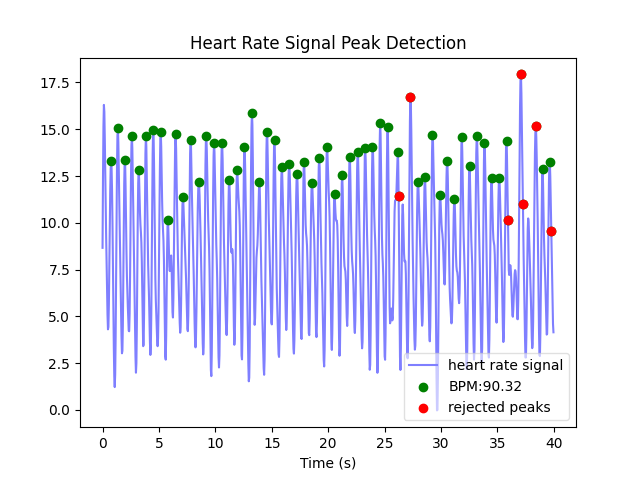 Heart Rate Signal Peak Detection
17.5
15.0
12.5
10.0
7.5
5.0
2.5
0.0
heart rate signal
BPM:90.32
rejected peaks
0 5 10 15 20 25 30 35 40
Time (s)